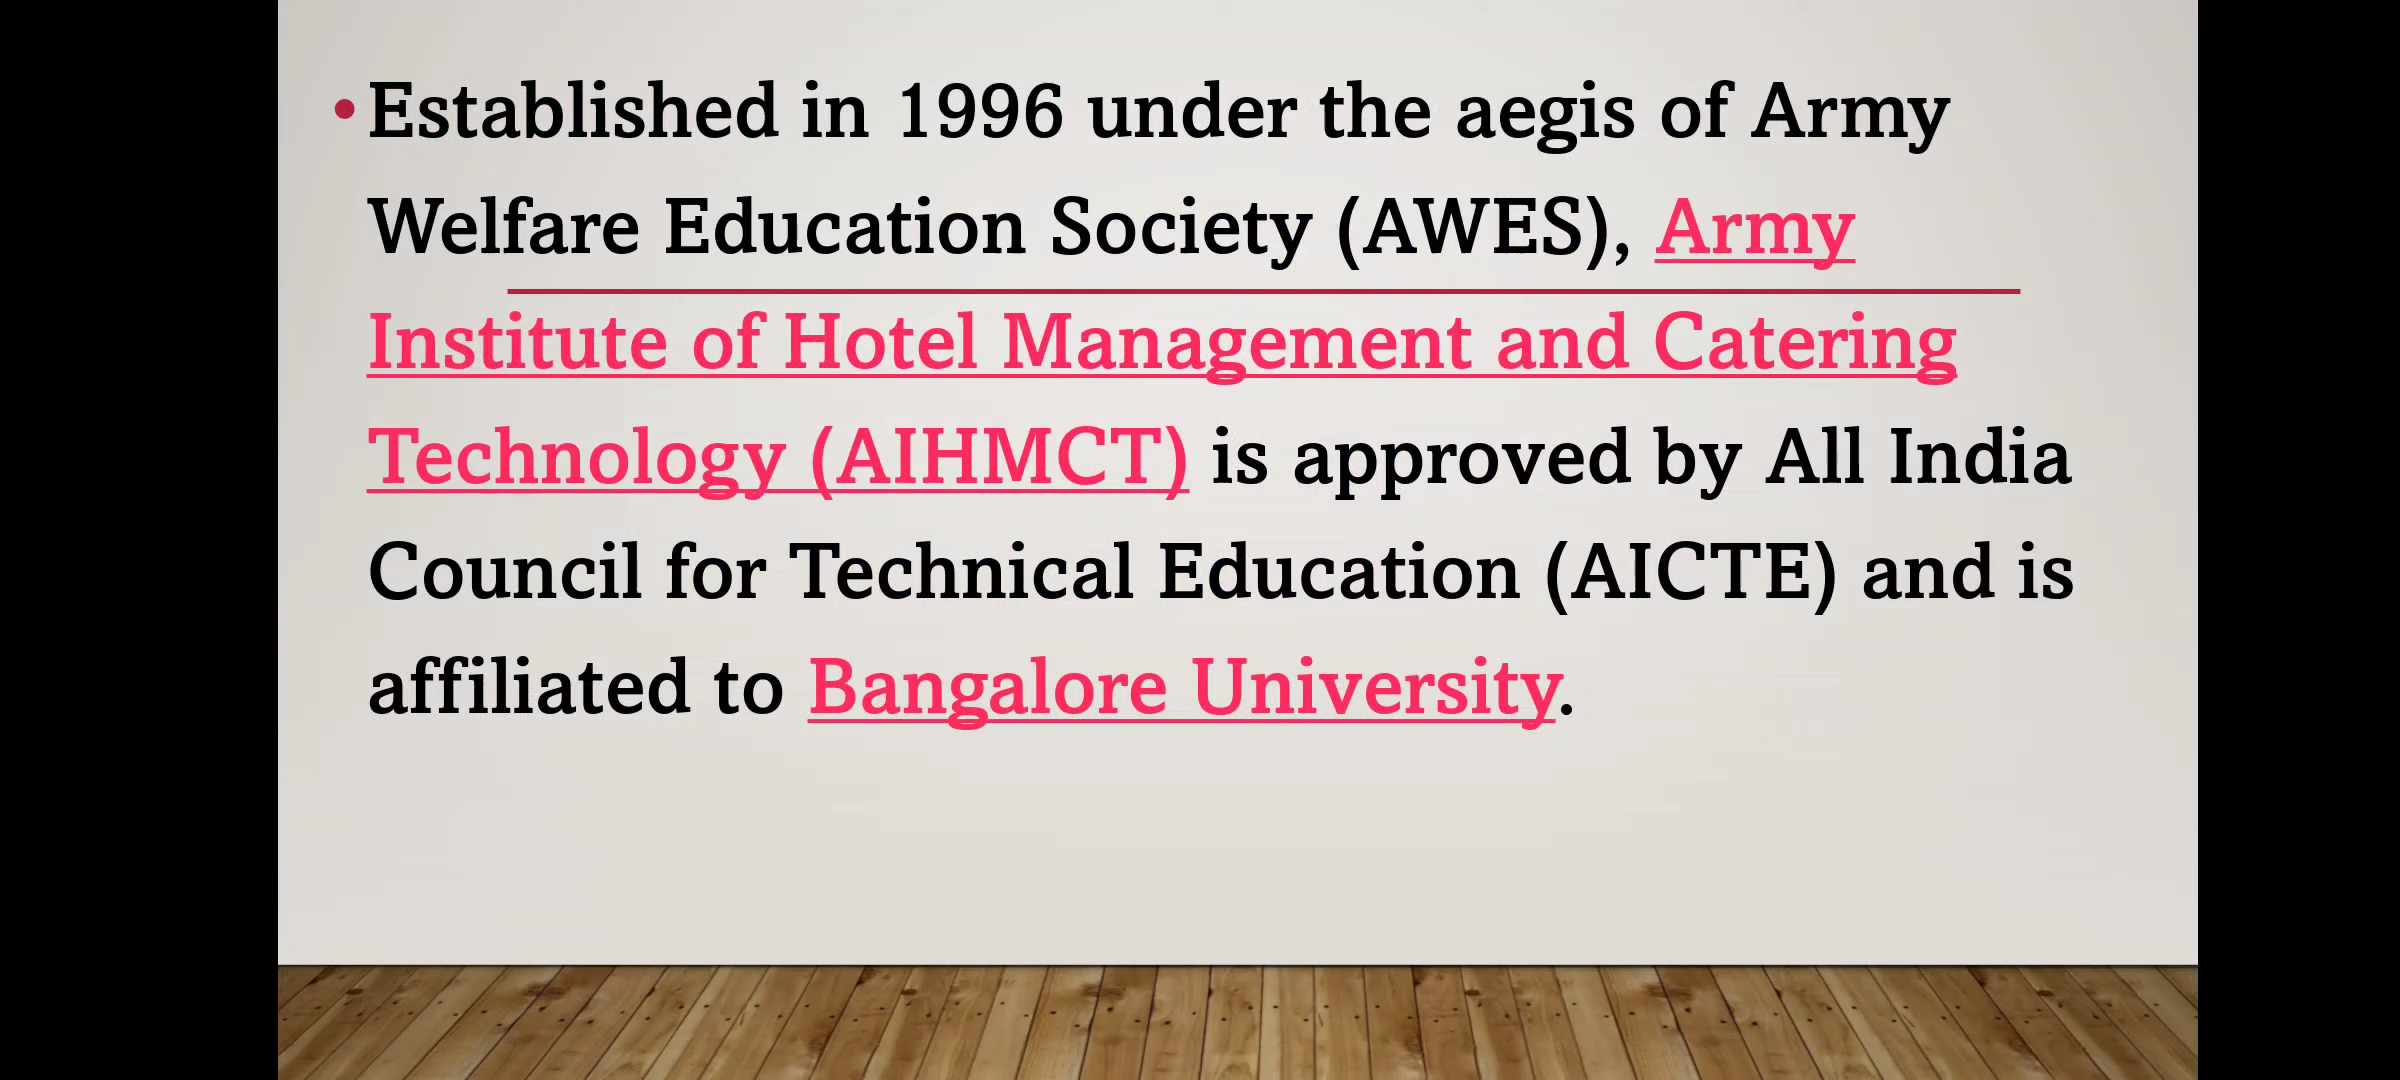 • Established in 1996 under the aegis of Army
Welfare Education Society (AWES), Army
Institute of Hotel Management and Catering
Technology (AIHMCT) is approved by All India
Council for Technical Education (AICTE) and is
affiliated to Bangalore University.